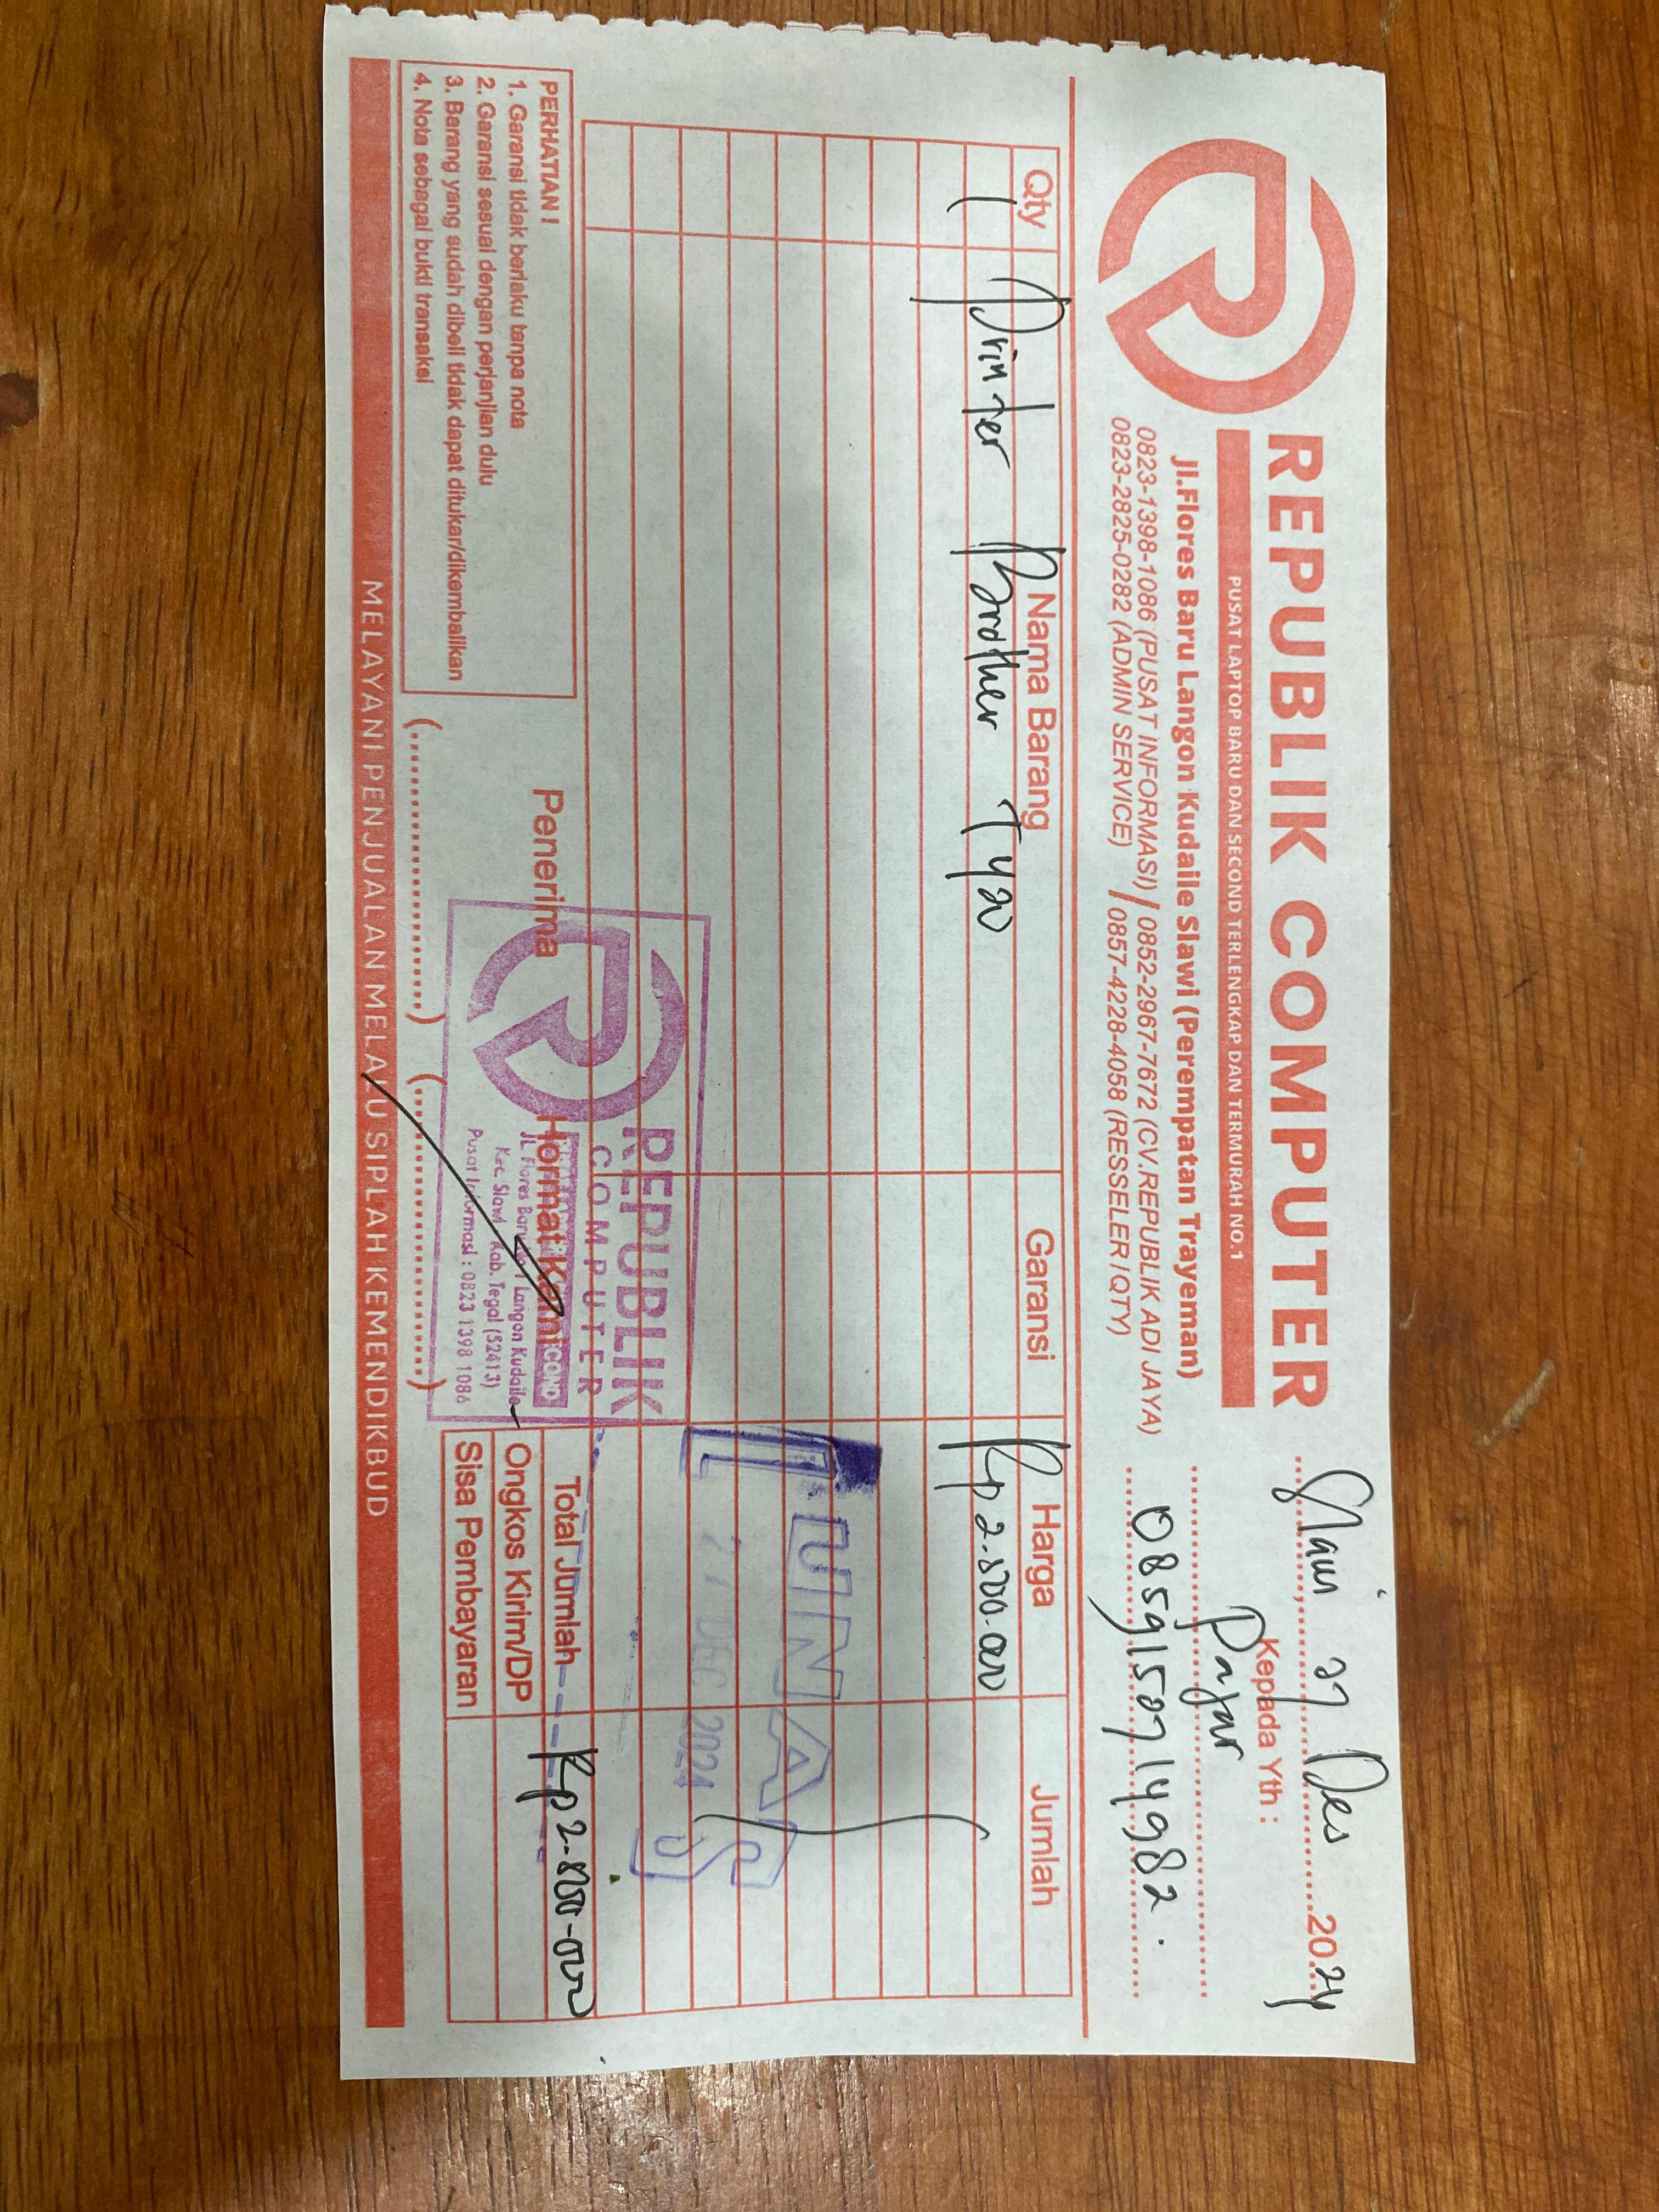 REPUBLIK COMPUTER
PUSAT LAPTOP BARU DAN SECOND TERLENGKAP DAN TERMURAH NO.1
Jl.Flores Baru Langon Kudaile Slawi (Perempatan Trayeman)
0823-1398-1086 (PUSAT INFORMASI) / 0852-2967-7672 (CV.REPUBLIK ADI JAYA)
0823-2825-0282 (ADMIN SERVICE) / 0857-4228-4058 (RESSELER / QTY)
Slawi, 27 Des 2024
Kepada Yth :
Pajar
0859150714982
Qty Nama Barang Garansi Harga Jumlah
1 Printer Brother T420 Rp 2.800.000
LUNAS
27 DEC 2024
Total Jumlah Rp 2.800.000
Ongkos Kirim/DP
Sisa Pembayaran
PERHATIAN !
1. Garansi tidak berlaku tanpa nota
2. Garansi sesuai dengan perjanjian dulu
3. Barang yang sudah dibeli tidak dapat ditukar/dikembalikan
4. Nota sebagai bukti transaksi
Penerima
Hormat Kami
REPUBLIK
COMPUTER
Jl. Flores Baru Langon Kudaile
Kec. Slawi Kab. Tegal (52413)
Pusat Informasi : 0823 1398 1086
MELAYANI PENJUALAN MELALU SIPLAH KEMENDIKBUD